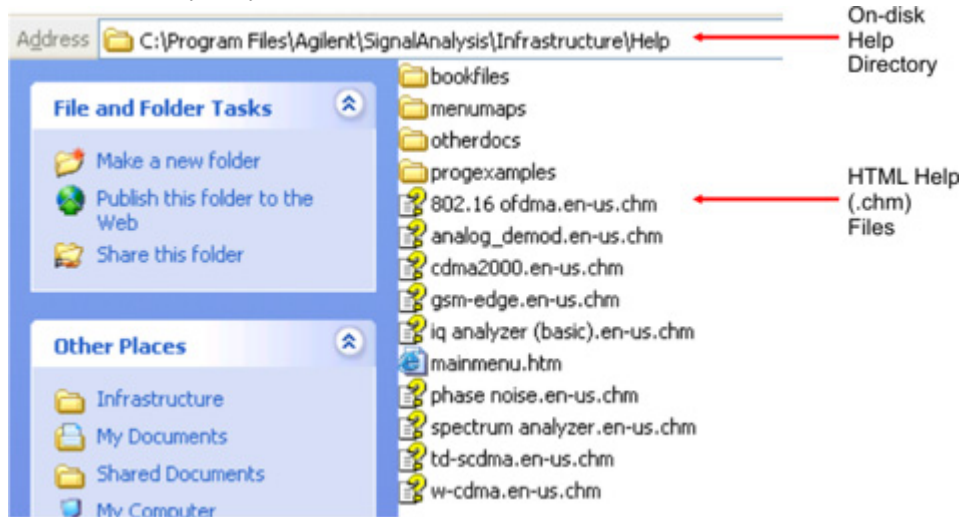 Address C:\Program Files\Agilent\SignalAnalysis\Infrastructure\Help
On-disk
Help
Directory
File and Folder Tasks
Make a new folder
Publish this folder to the
Web
Share this folder
Other Places
Infrastructure
My Documents
Shared Documents
My Computer
bookfiles
menumaps
otherdocs
progexamples
802.16 ofdma.en-us.chm
analog_demod.en-us.chm
cdma2000.en-us.chm
gsm-edge.en-us.chm
iq analyzer (basic).en-us.chm
mainmenu.htm
phase noise.en-us.chm
spectrum analyzer.en-us.chm
td-scdma.en-us.chm
w-cdma.en-us.chm
HTML Help
(.chm)
Files